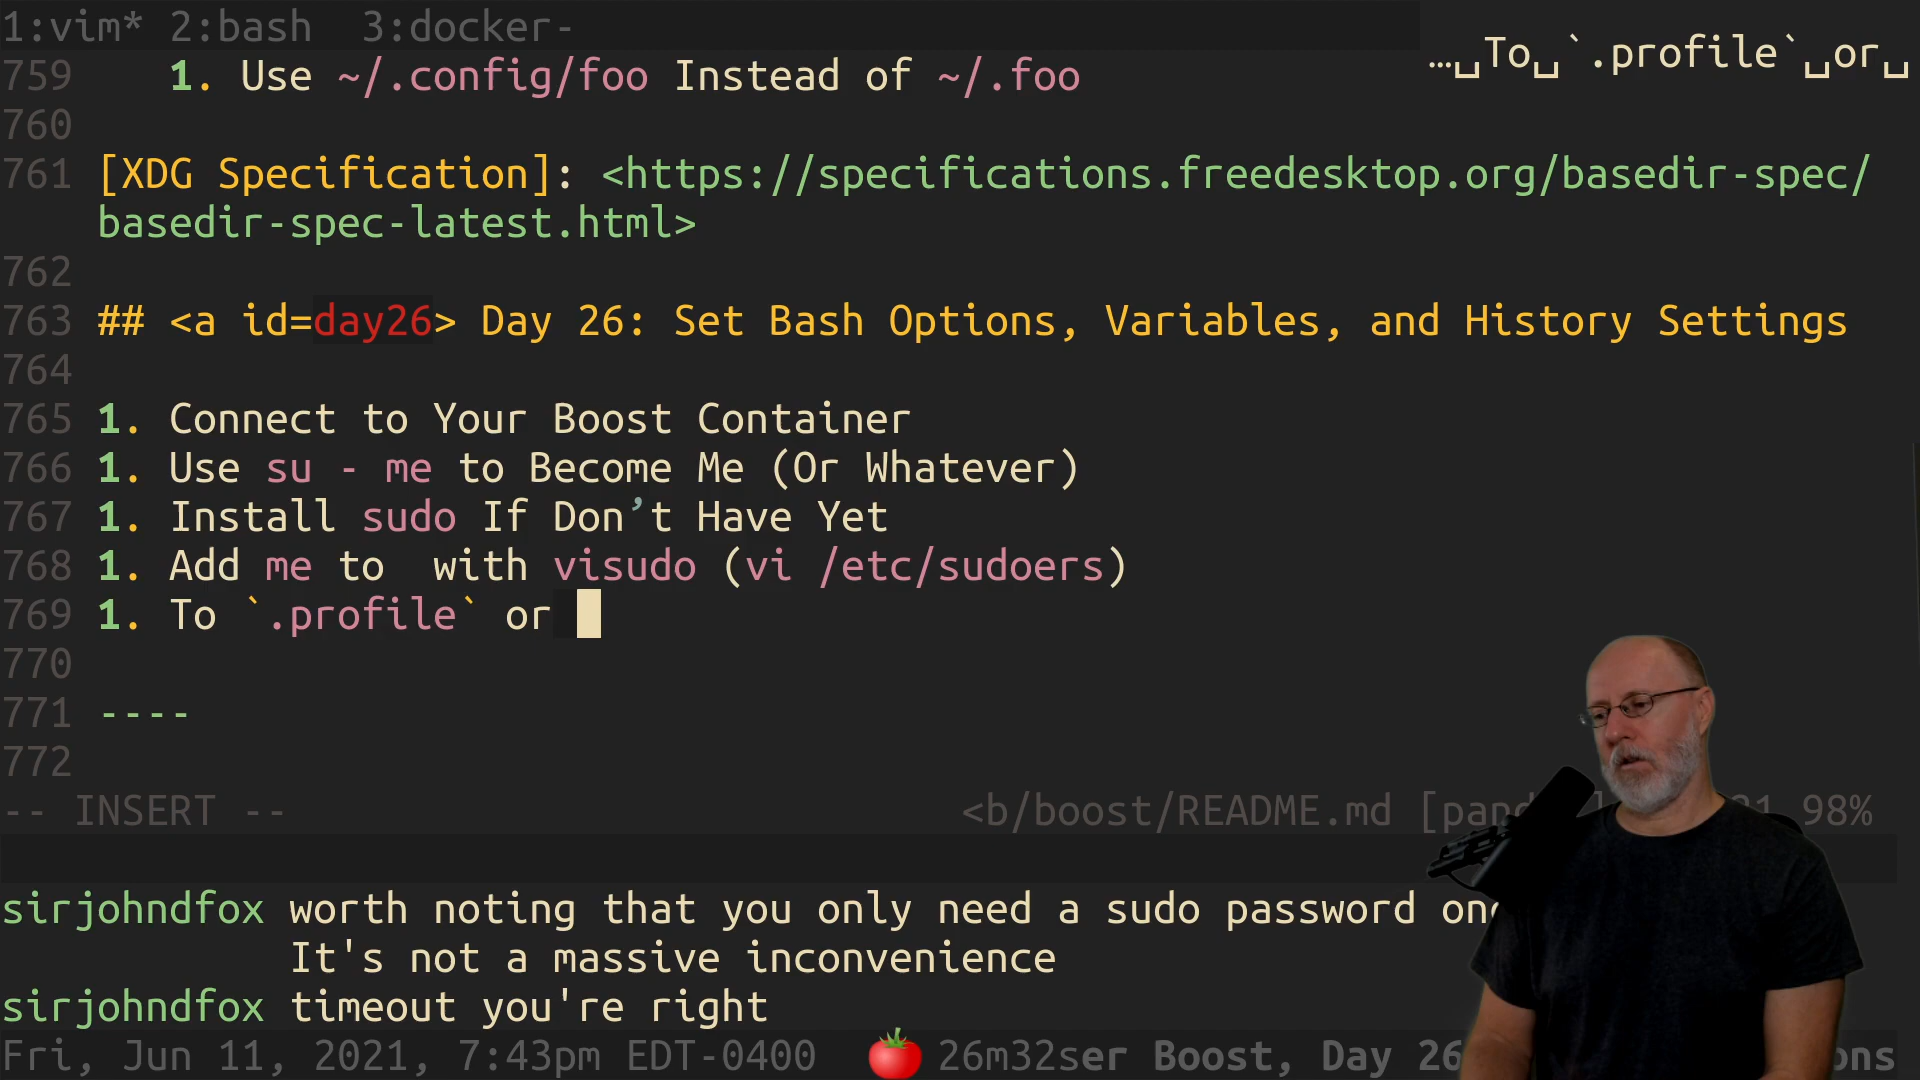 1:vim* 2:bash  3:docker-
…␣To␣`.profile`␣or␣
759    1. Use ~/.config/foo Instead of ~/.foo
760
761 [XDG Specification]: <https://specifications.freedesktop.org/basedir-spec/
basedir-spec-latest.html>
762
763 ## <a id=day26> Day 26: Set Bash Options, Variables, and History Settings
764
765 1. Connect to Your Boost Container
766 1. Use su - me to Become Me (Or Whatever)
767 1. Install sudo If Don’t Have Yet
768 1. Add me to  with visudo (vi /etc/sudoers)
769 1. To `.profile` or
770
771 ----
772
-- INSERT -- <b/boost/README.md [pand 98%
sirjohndfox worth noting that you only need a sudo password
It's not a massive inconvenience
sirjohndfox timeout you're right
Fri, Jun 11, 2021, 7:43pm EDT-0400 🍅 26m32ser Boost, Day 26